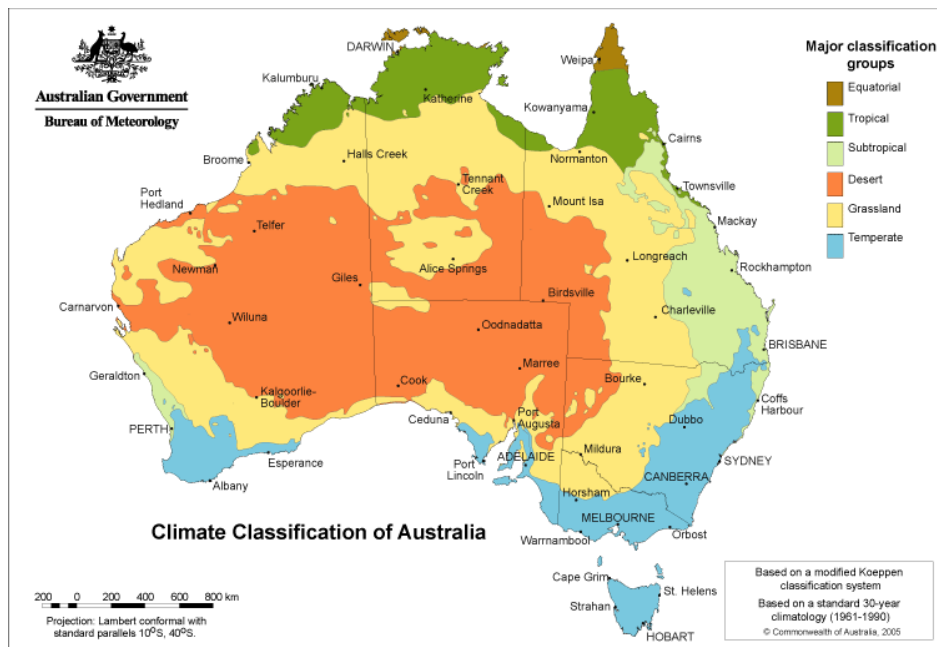 Australian Government
Bureau of Meteorology
Major classification
groups
Equatorial
Tropical
Subtropical
Desert
Grassland
Temperate
DARWIN
Weipa
Kalumburu
Katherine
Kowanyama
Cairns
Broome
Halls Creek
Normanton
Tennant
Creek
Townsville
Port
Hedland
Mount Isa
Mackay
Telfer
Newman
Alice Springs
Longreach
Rockhampton
Giles
Birdsville
Carnarvon
Wiluna
Oodnadatta
Charleville
BRISBANE
Marree
Geraldton
Kalgoorlie-
Boulder
Cook
Bourke
Coffs
Harbour
Ceduna
Port
Augusta
Dubbo
PERTH
Esperance
Port
Lincoln
ADELAIDE
Mildura
SYDNEY
Albany
CANBERRA
Horsham
MELBOURNE
Warrnambool
Orbost
Climate Classification of Australia
Cape Grim
St. Helens
Strahan
HOBART
200 0 200 400 600 800 km
Projection: Lambert conformal with
standard parallels 10°S, 40°S.
Based on a modified Koeppen
classification system
Based on a standard 30-year
climatology (1961-1990)
© Commonwealth of Australia, 2005